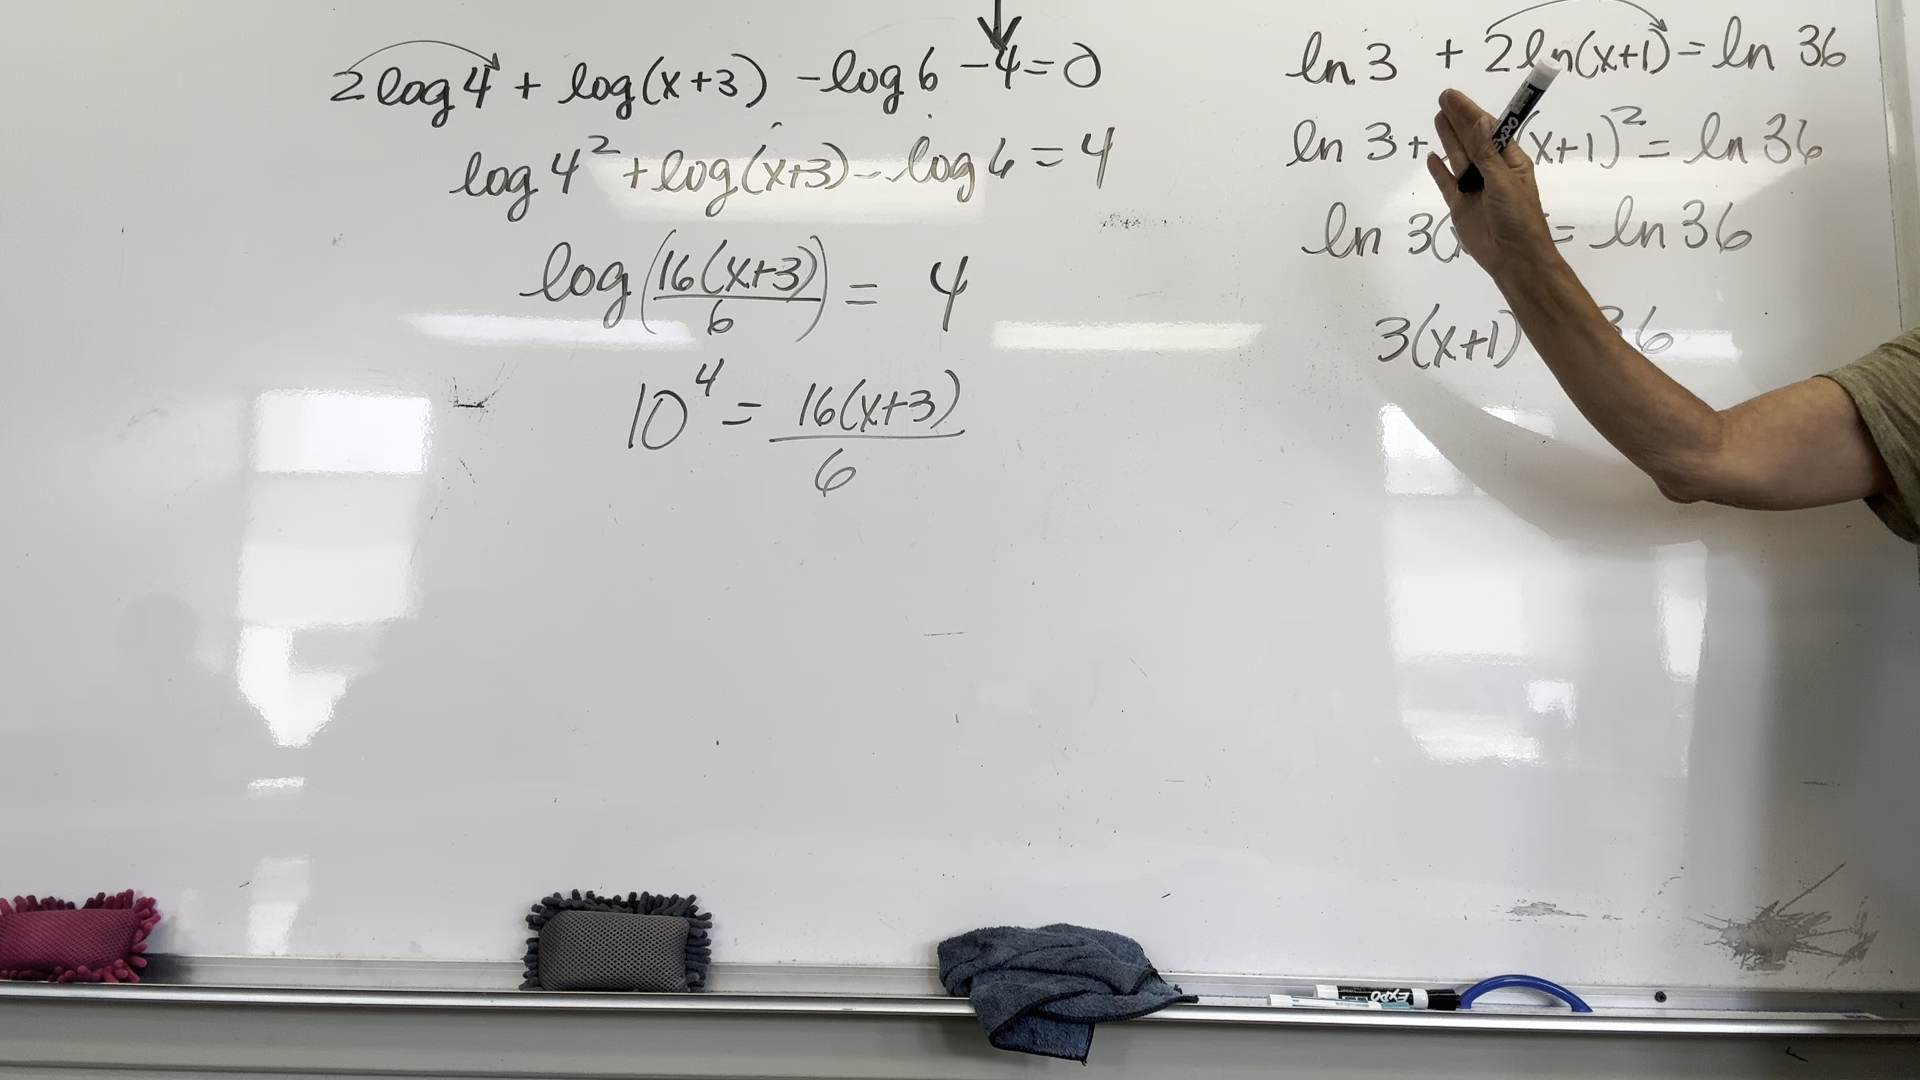 2 log 4 + log(x+3) - log 6 - 4 = 0
log 4² + log(x+3) - log 6 = 4
log(16(x+3)/6) = 4
10⁴ = 16(x+3)/6
ln 3 + 2 ln(x+1) = ln 36
ln 3 + (x+1)² = ln 36
ln 3( = ln 36
3(x+1) 36
EXPO